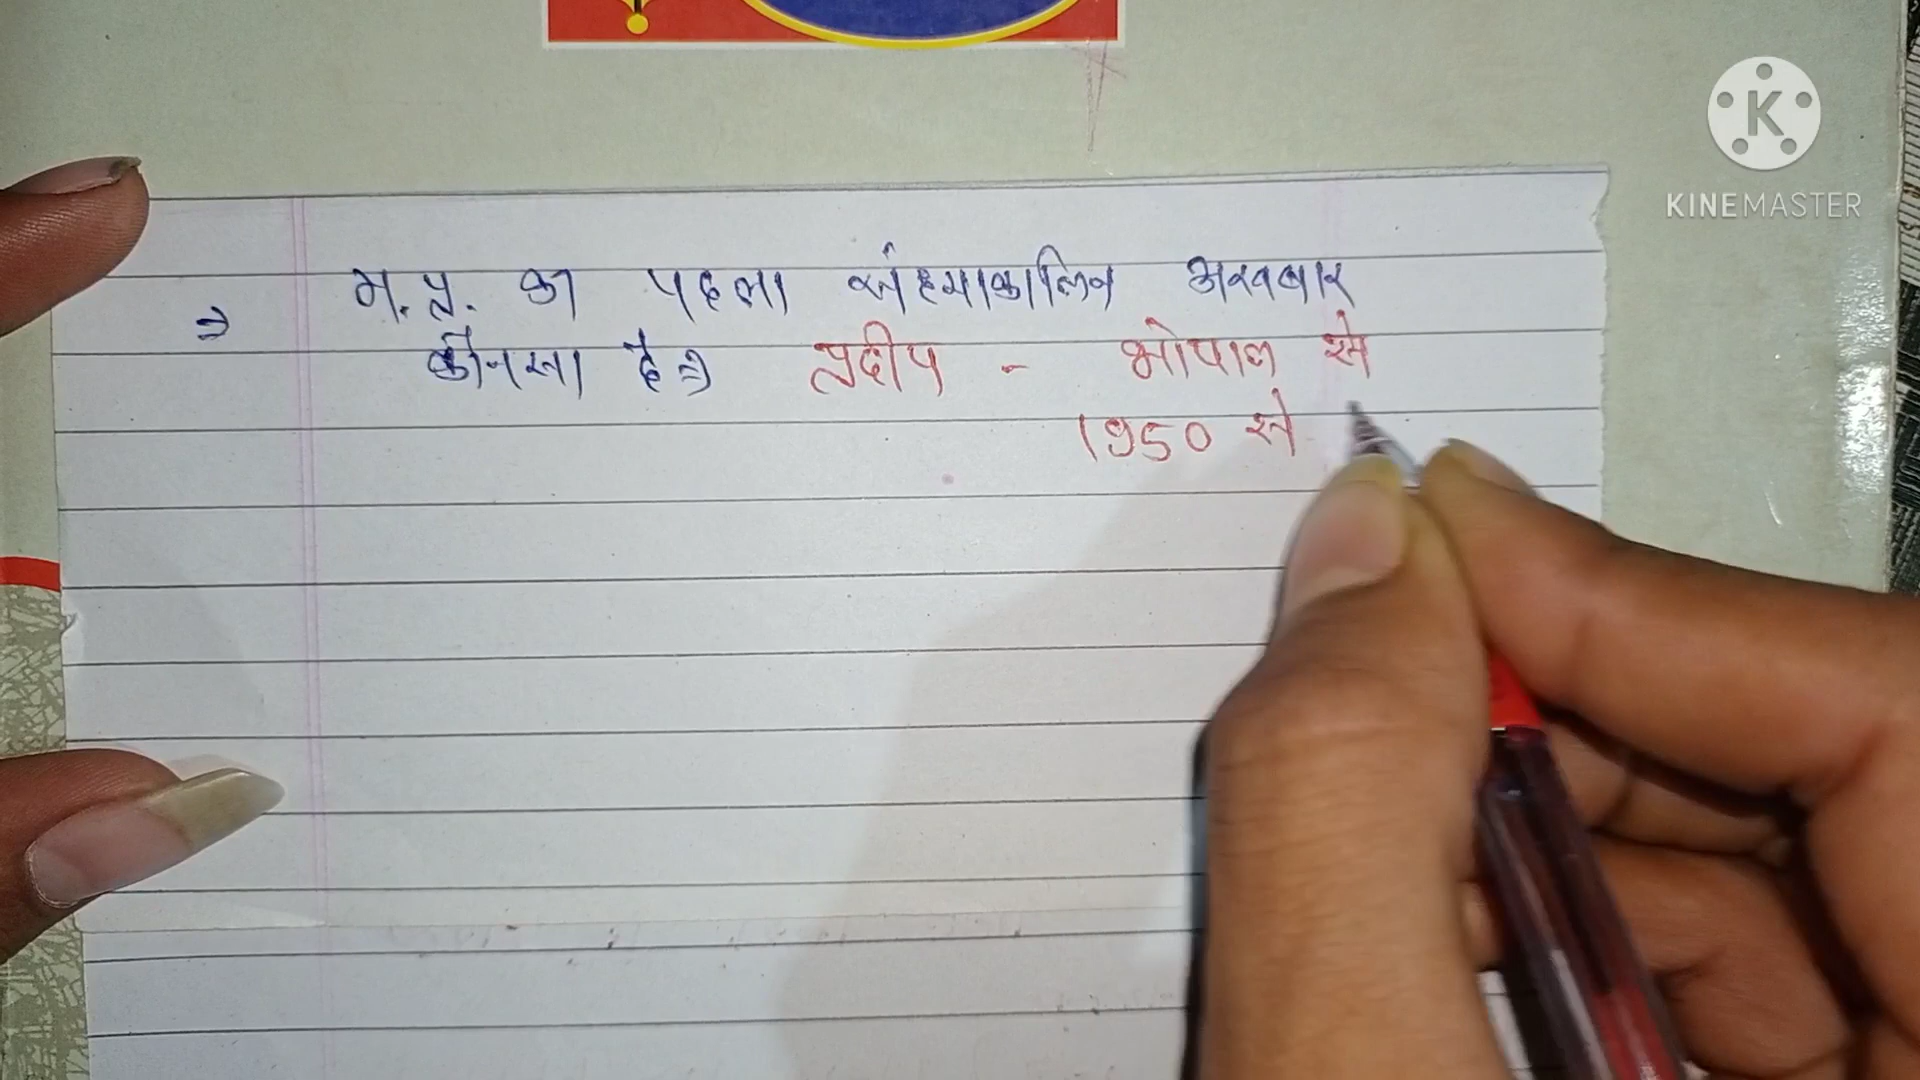 म.प्र. का पहला संध्याकालिन अखबार
⇒ कौनसा है ⇒ प्रदीप - भोपाल से
1950 से
K
KINEMASTER